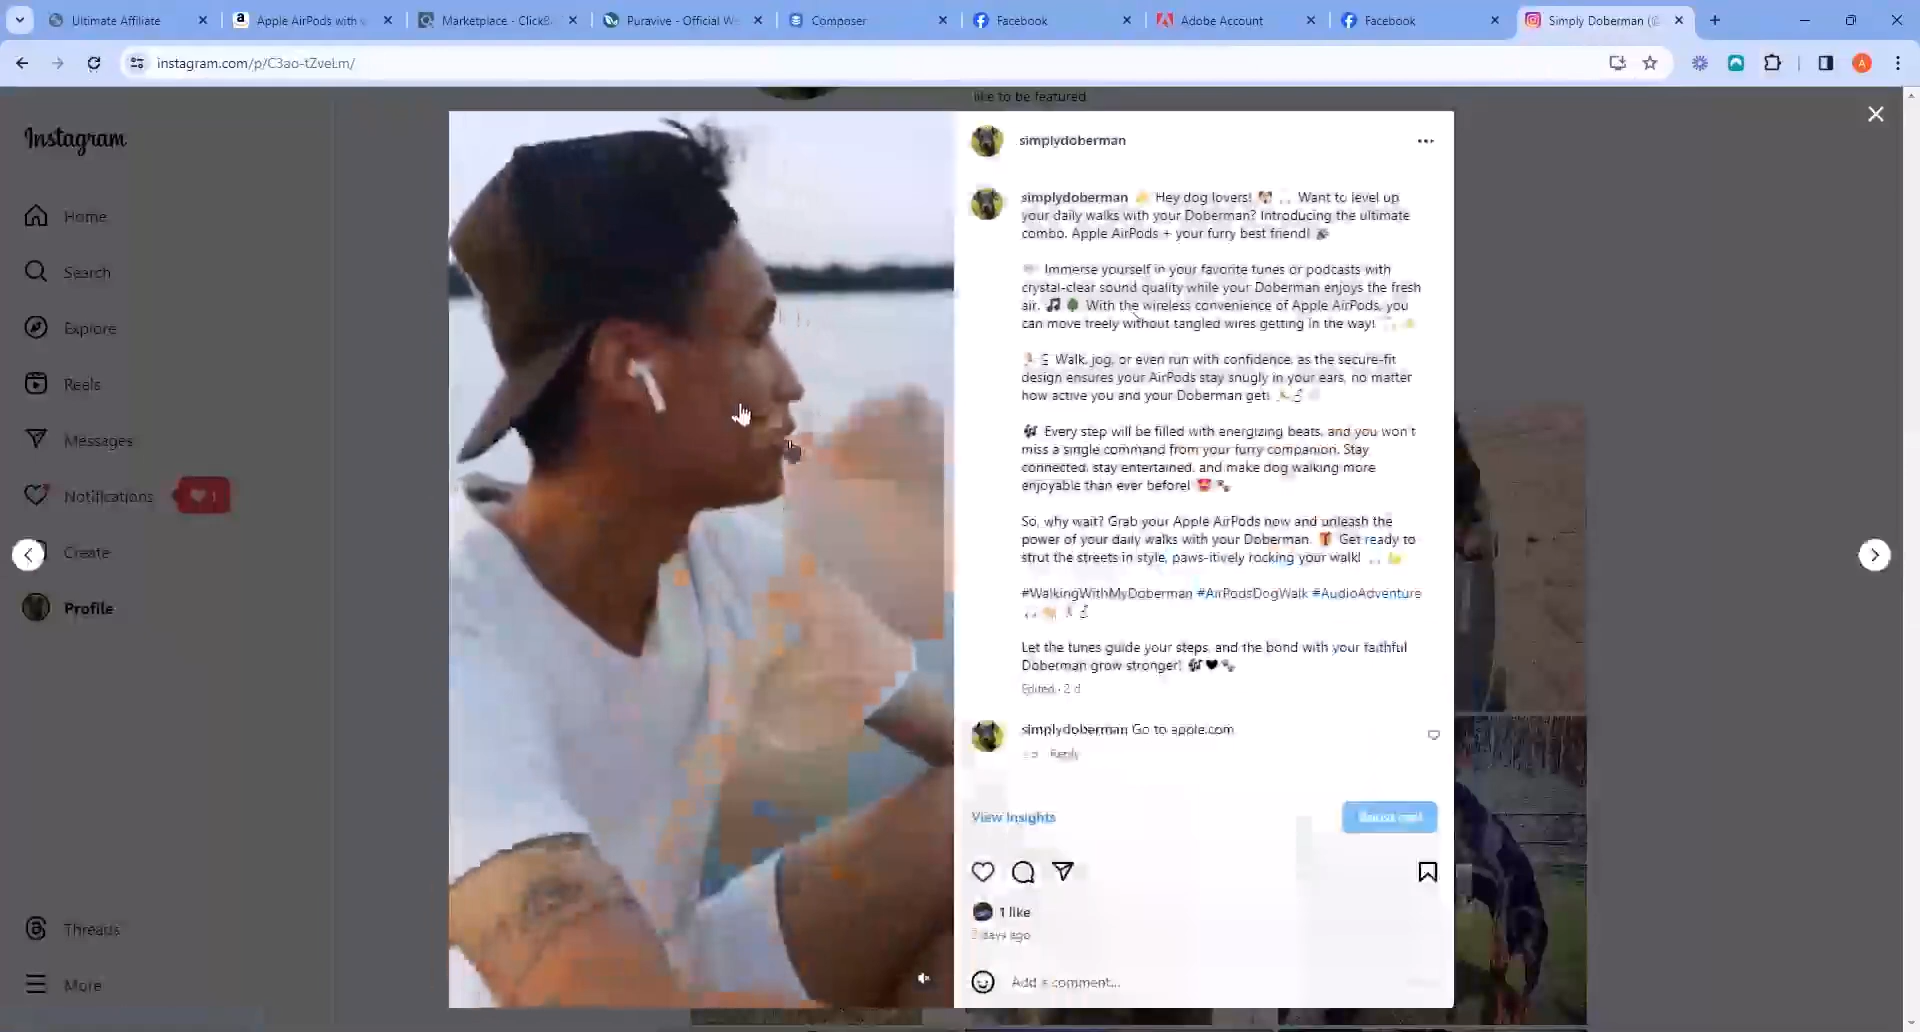 Ultimate Affiliate
Apple AirPods with
Marketplace - ClickB
Puravive - Official W
Composer
Facebook
Adobe Account
Facebook
Simply Doberman (@
instagram.com/p/C3ao-tZveLm/
A
like to be featured
Instagram
Home
Search
Explore
Reels
Messages
Notifications
1
Create
Profile
Threads
More
simplydoberman
simplydoberman Hey dog lovers! Want to level up
your daily walks with your Doberman? Introducing the ultimate
combo. Apple AirPods + your furry best friend!
Immerse yourself in your favorite tunes or podcasts with
crystal-clear sound quality while your Doberman enjoys the fresh
air. With the wireless convenience of Apple AirPods, you
can move freely without tangled wires getting in the way!
Walk, jog, or even run with confidence, as the secure-fit
design ensures your AirPods stay snugly in your ears, no matter
how active you and your Doberman get!
Every step will be filled with energizing beats, and you won't
miss a single command from your furry companion. Stay
connected, stay entertained, and make dog walking more
enjoyable than ever before!
So, why wait? Grab your Apple AirPods now and unleash the
power of your daily walks with your Doberman. Get ready to
strut the streets in style, paws-itively rocking your walk!
#WalkingWithMyDoberman #AirPodsDogWalk #AudioAdventure
Let the tunes guide your steps, and the bond with your faithful
Doberman grow stronger!
Edited · 2 d
simplydoberman Go to apple.com
Reply
View Insights
1 like
days ago
Add a comment...